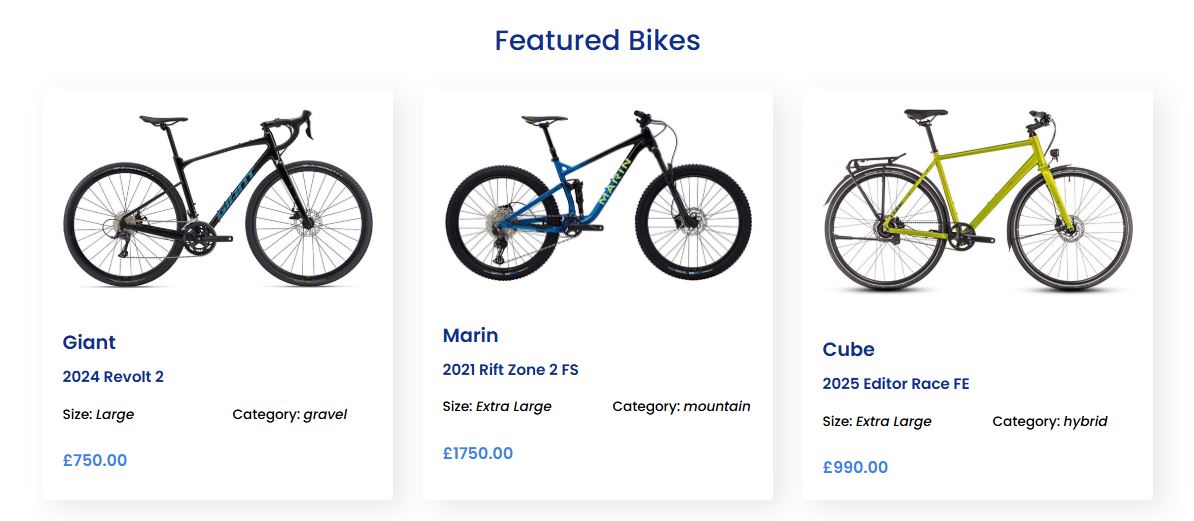 Featured Bikes
GIANT
MARIN
Giant
2024 Revolt 2
Size: Large Category: gravel
£750.00
Marin
2021 Rift Zone 2 FS
Size: Extra Large Category: mountain
£1750.00
Cube
2025 Editor Race FE
Size: Extra Large Category: hybrid
£990.00